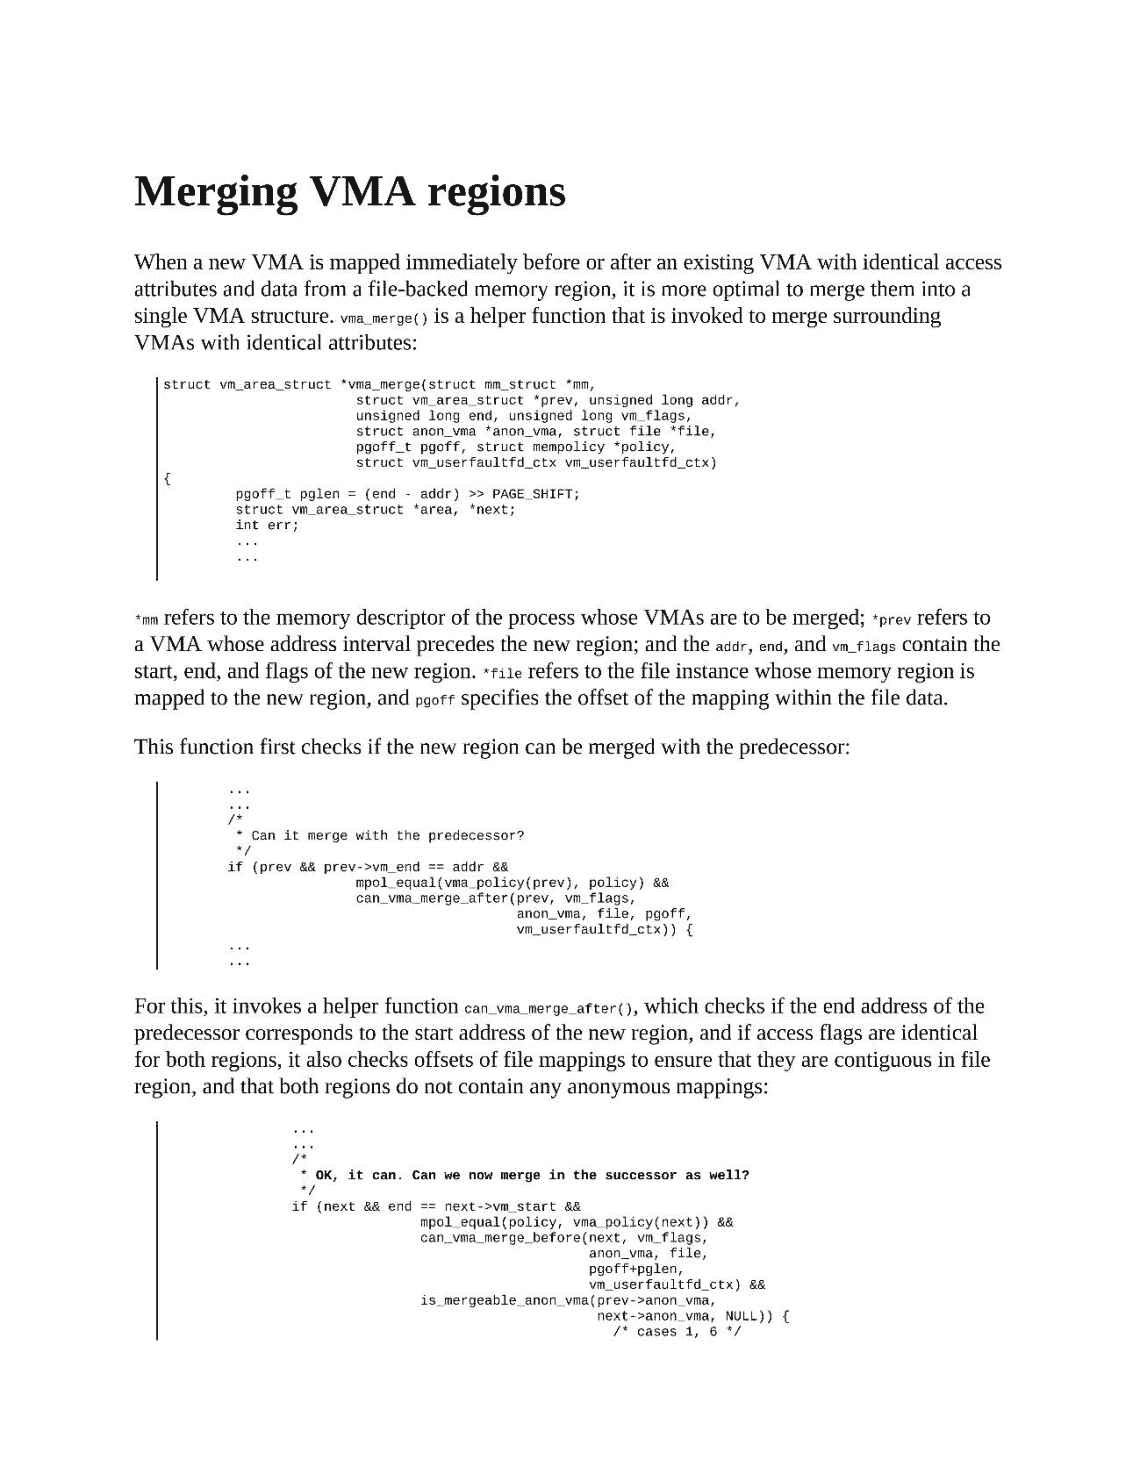 Merging VMA regions
When a new VMA is mapped immediately before or after an existing VMA with identical access
attributes and data from a file-backed memory region, it is more optimal to merge them into a
single VMA structure. vma_merge() is a helper function that is invoked to merge surrounding
VMAs with identical attributes:
struct vm_area_struct *vma_merge(struct mm_struct *mm,
struct vm_area_struct *prev, unsigned long addr,
unsigned long end, unsigned long vm_flags,
struct anon_vma *anon_vma, struct file *file,
pgoff_t pgoff, struct mempolicy *policy,
struct vm_userfaultfd_ctx vm_userfaultfd_ctx)
{
pgoff_t pglen = (end - addr) >> PAGE_SHIFT;
struct vm_area_struct *area, *next;
int err;
...
...
*mm refers to the memory descriptor of the process whose VMAs are to be merged; *prev refers to
a VMA whose address interval precedes the new region; and the addr, end, and vm_flags contain the
start, end, and flags of the new region. *file refers to the file instance whose memory region is
mapped to the new region, and pgoff specifies the offset of the mapping within the file data.
This function first checks if the new region can be merged with the predecessor:
...
...
/*
* Can it merge with the predecessor?
*/
if (prev && prev->vm_end == addr &&
mpol_equal(vma_policy(prev), policy) &&
can_vma_merge_after(prev, vm_flags,
anon_vma, file, pgoff,
vm_userfaultfd_ctx)) {
...
...
For this, it invokes a helper function can_vma_merge_after(), which checks if the end address of the
predecessor corresponds to the start address of the new region, and if access flags are identical
for both regions, it also checks offsets of file mappings to ensure that they are contiguous in file
region, and that both regions do not contain any anonymous mappings:
...
...
/*
* OK, it can. Can we now merge in the successor as well?
*/
if (next && end == next->vm_start &&
mpol_equal(policy, vma_policy(next)) &&
can_vma_merge_before(next, vm_flags,
anon_vma, file,
pgoff+pglen,
vm_userfaultfd_ctx) &&
is_mergeable_anon_vma(prev->anon_vma,
next->anon_vma, NULL)) {
/* cases 1, 6 */